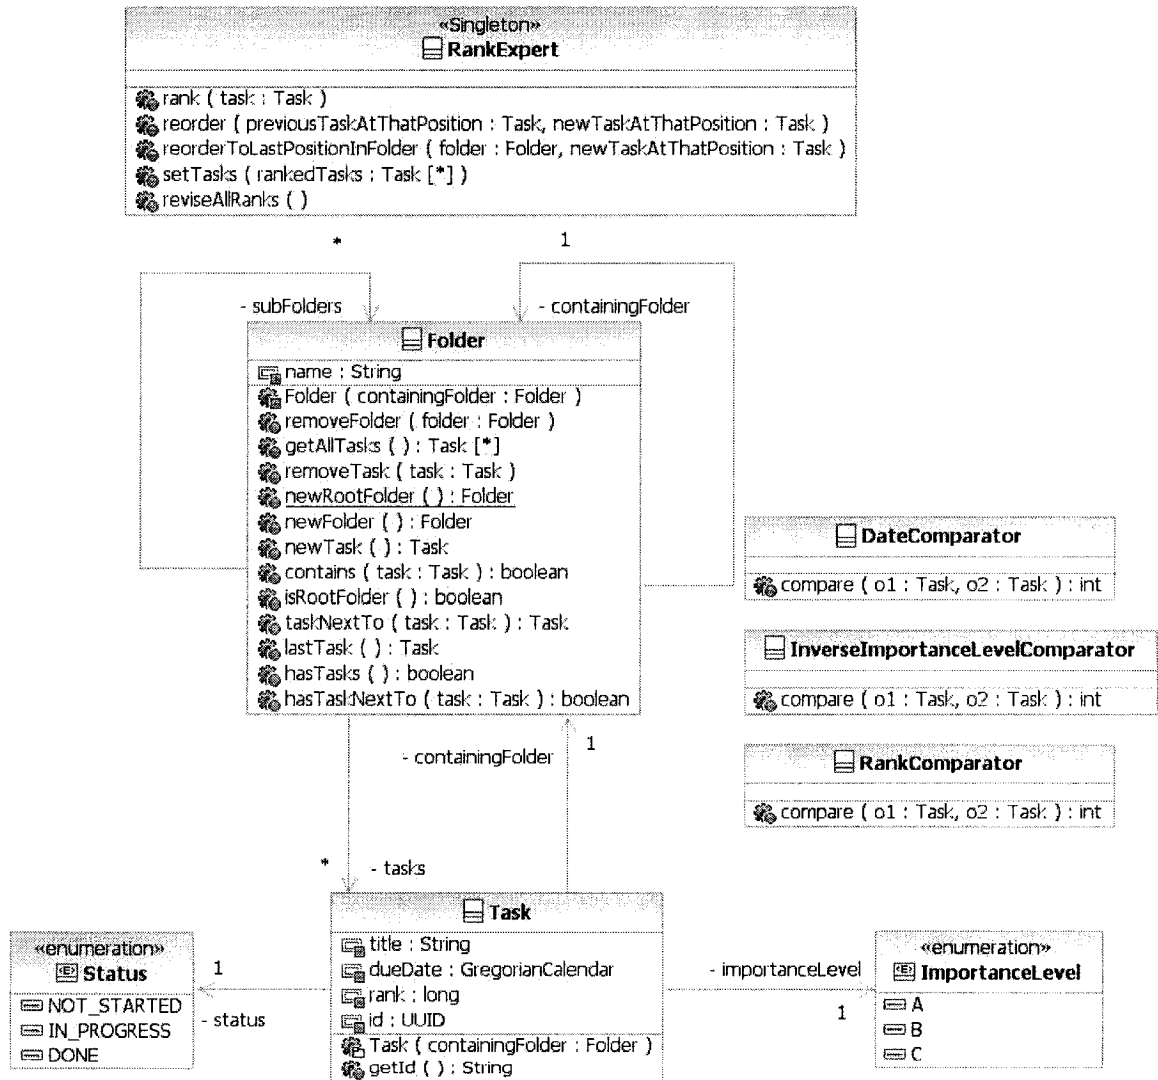 «Singleton»
RankExpert
rank ( task : Task )
reorder ( previousTaskAtThatPosition : Task, newTaskAtThatPosition : Task )
reorderToLastPositionInFolder ( folder : Folder, newTaskAtThatPosition : Task )
setTasks ( rankedTasks : Task [*] )
reviseAllRanks ( )
* 1
- subFolders - containingFolder
Folder
name : String
Folder ( containingFolder : Folder )
removeFolder ( folder : Folder )
getAllTasks ( ) : Task [*]
removeTask ( task : Task )
newRootFolder ( ) : Folder
newFolder ( ) : Folder
newTask ( ) : Task
contains ( task : Task ) : boolean
isRootFolder ( ) : boolean
taskNextTo ( task : Task ) : Task
lastTask ( ) : Task
hasTasks ( ) : boolean
hasTaskNextTo ( task : Task ) : boolean
DateComparator
compare ( o1 : Task, o2 : Task ) : int
InverseImportanceLevelComparator
compare ( o1 : Task, o2 : Task ) : int
RankComparator
compare ( o1 : Task, o2 : Task ) : int
- containingFolder 1
* - tasks
Task
title : String
dueDate : GregorianCalendar
rank : long
id : UUID
Task ( containingFolder : Folder )
getId ( ) : String
«enumeration»
Status
NOT_STARTED
IN_PROGRESS
DONE
1
- status
- importanceLevel
1
«enumeration»
ImportanceLevel
A
B
C